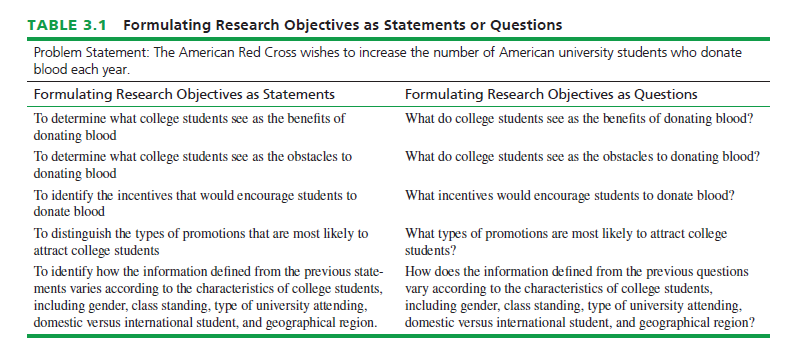 TABLE 3.1 Formulating Research Objectives as Statements or Questions
Problem Statement: The American Red Cross wishes to increase the number of American university students who donate
blood each year.
Formulating Research Objectives as Statements
Formulating Research Objectives as Questions
To determine what college students see as the benefits of
donating blood
What do college students see as the benefits of donating blood?
To determine what college students see as the obstacles to
donating blood
What do college students see as the obstacles to donating blood?
To identify the incentives that would encourage students to
donate blood
What incentives would encourage students to donate blood?
To distinguish the types of promotions that are most likely to
attract college students
What types of promotions are most likely to attract college
students?
To identify how the information defined from the previous state-
ments varies according to the characteristics of college students,
including gender, class standing, type of university attending,
domestic versus international student, and geographical region.
How does the information defined from the previous questions
vary according to the characteristics of college students,
including gender, class standing, type of university attending,
domestic versus international student, and geographical region?